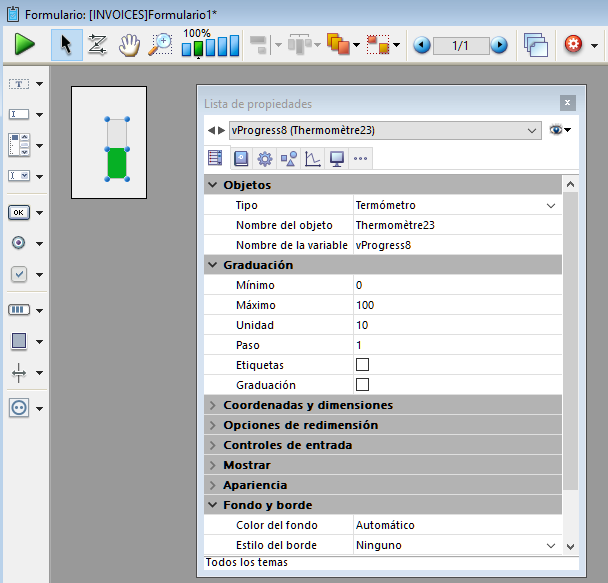 Formulario: [INVOICES]Formulario1*
100%
1/1
T
OK
Lista de propiedades
vProgress8 (Thermomètre23)
Objetos
Tipo Termómetro
Nombre del objeto Thermomètre23
Nombre de la variable vProgress8
Graduación
Mínimo 0
Máximo 100
Unidad 10
Paso 1
Etiquetas
Graduación
Coordenadas y dimensiones
Opciones de redimensión
Controles de entrada
Mostrar
Apariencia
Fondo y borde
Color del fondo Automático
Estilo del borde Ninguno
Todos los temas